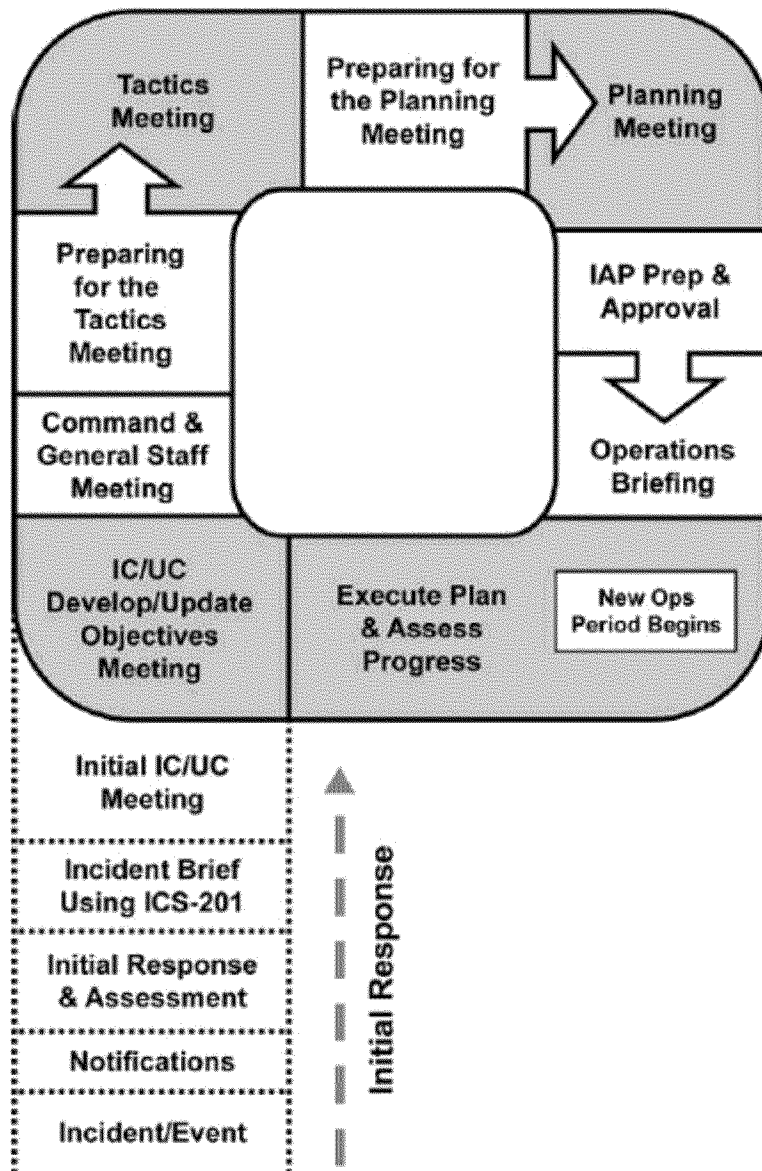 Tactics
Meeting
Preparing for
the Planning
Meeting
Planning
Meeting
Preparing
for the
Tactics
Meeting
IAP Prep &
Approval
Command &
General Staff
Meeting
Operations
Briefing
IC/UC
Develop/Update
Objectives
Meeting
Execute Plan
& Assess
Progress
New Ops
Period Begins
Initial IC/UC
Meeting
Incident Brief
Using ICS-201
Initial Response
& Assessment
Notifications
Incident/Event
Initial Response